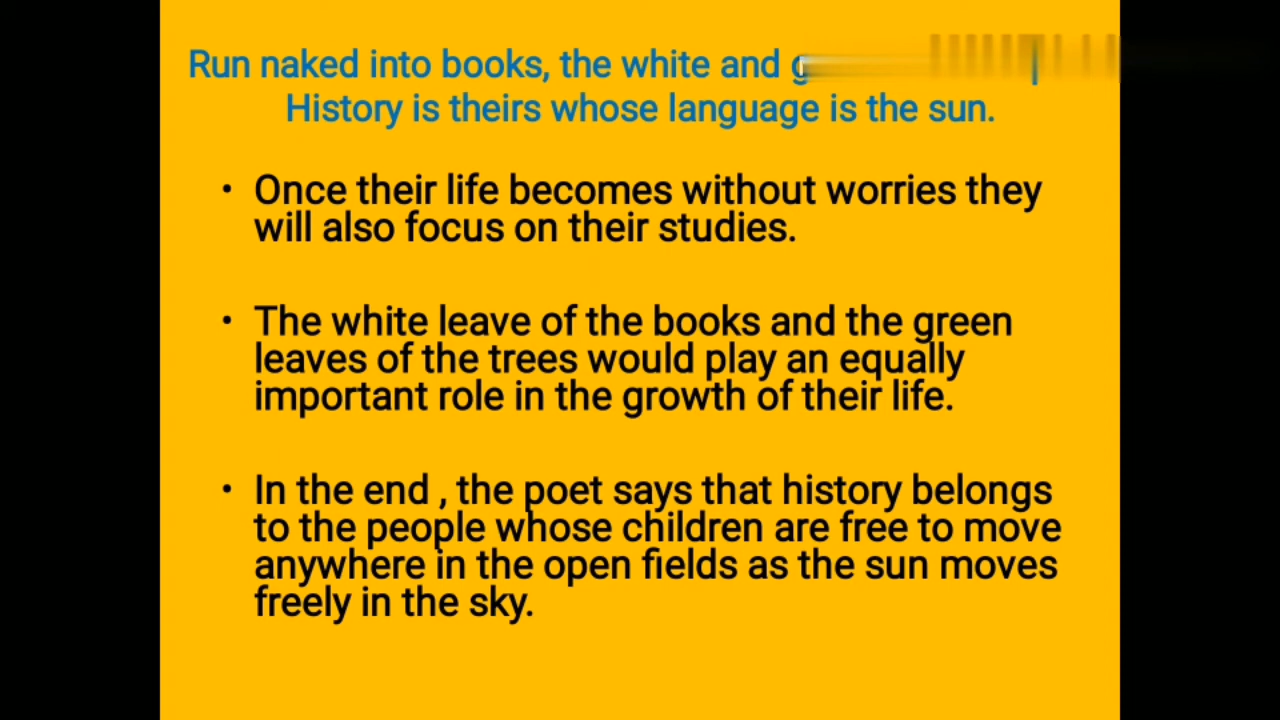 Run naked into books, the white and
History is theirs whose language is the sun.
• Once their life becomes without worries they
will also focus on their studies.
• The white leave of the books and the green
leaves of the trees would play an equally
important role in the growth of their life.
• In the end , the poet says that history belongs
to the people whose children are free to move
anywhere in the open fields as the sun moves
freely in the sky.